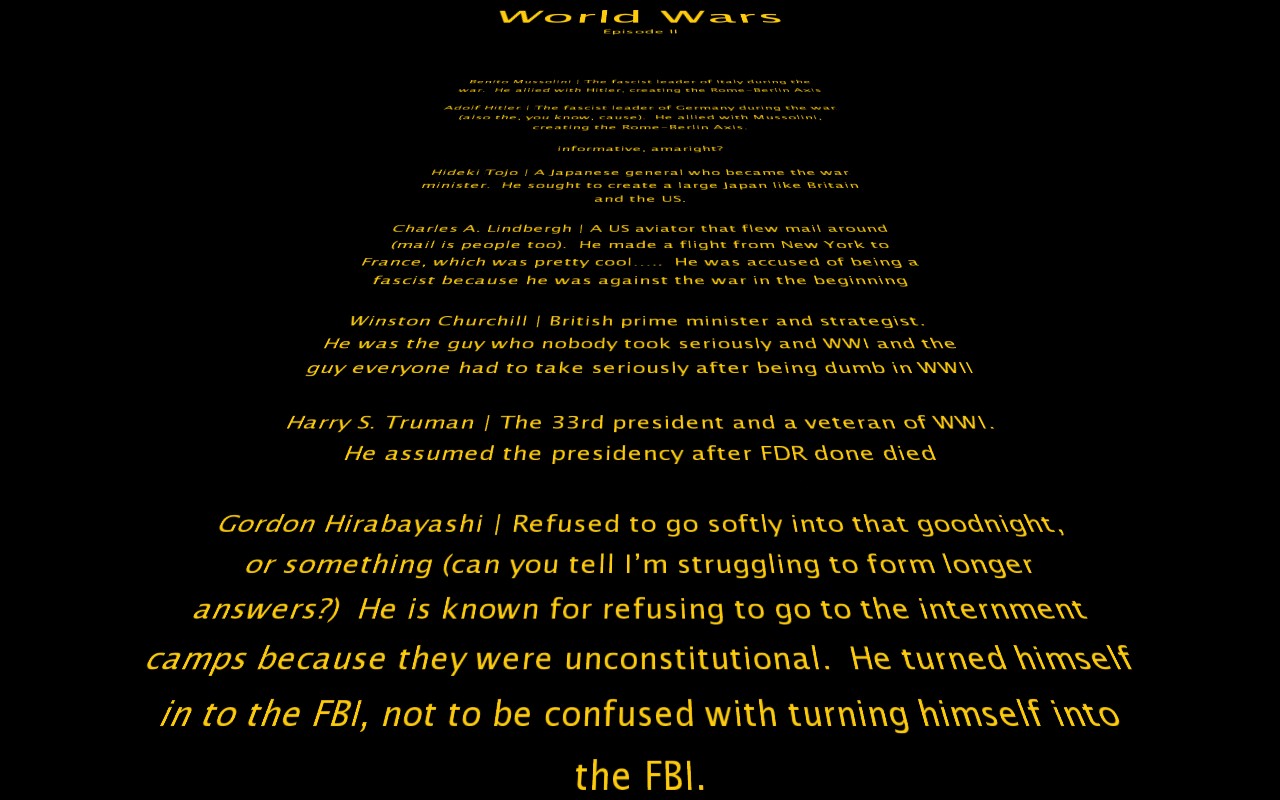 World Wars
Episode II
Benito Mussolini | The fascist leader of Italy during the
war.  He allied with Hitler, creating the Rome-Berlin Axis
Adolf Hitler | The fascist leader of Germany during the war
(also the, you know, cause).  He allied with Mussolini,
creating the Rome-Berlin Axis.
informative, amaright?
Hideki Tojo | A Japanese general who became the war
minister.  He sought to create a large Japan like Britain
and the US.
Charles A. Lindbergh | A US aviator that flew mail around
(mail is people too).  He made a flight from New York to
France, which was pretty cool.....  He was accused of being a
fascist because he was against the war in the beginning
Winston Churchill | British prime minister and strategist.
He was the guy who nobody took seriously and WWI and the
guy everyone had to take seriously after being dumb in WWII
Harry S. Truman | The 33rd president and a veteran of WWI.
He assumed the presidency after FDR done died
Gordon Hirabayashi | Refused to go softly into that goodnight,
or something (can you tell I'm struggling to form longer
answers?)  He is known for refusing to go to the internment
camps because they were unconstitutional.  He turned himself
in to the FBI, not to be confused with turning himself into
the FBI.